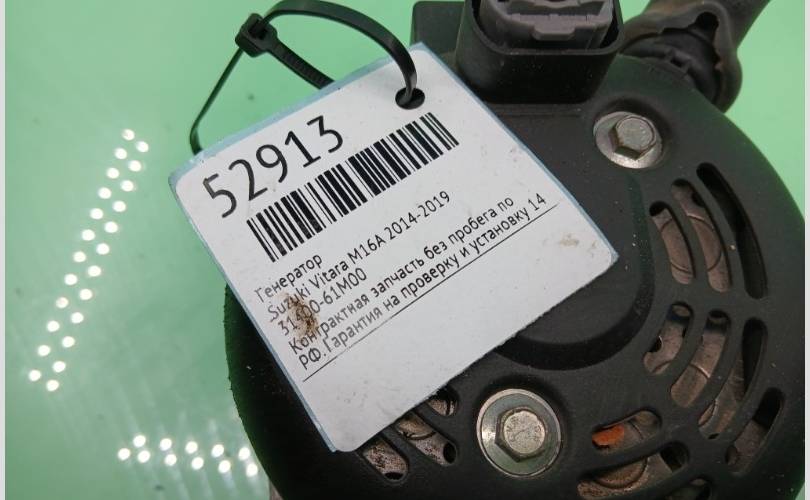 52913
Генератор
Suzuki Vitara M16A 2014-2019
31400-61M00
Контрактная запчасть без пробега по
РФ. Гарантия на проверку и установку 14